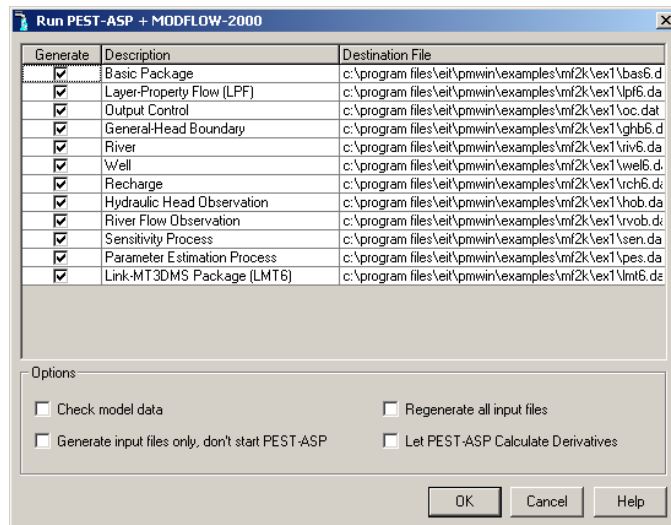 Run PEST-ASP + MODFLOW-2000
Generate Description Destination File
Basic Package c:\program files\eit\pmwin\examples\mf2k\ex1\bas6.d
Layer-Property Flow (LPF) c:\program files\eit\pmwin\examples\mf2k\ex1\lpf6.da
Output Control c:\program files\eit\pmwin\examples\mf2k\ex1\oc.dat
General-Head Boundary c:\program files\eit\pmwin\examples\mf2k\ex1\ghb6.d
River c:\program files\eit\pmwin\examples\mf2k\ex1\riv6.da
Well c:\program files\eit\pmwin\examples\mf2k\ex1\wel6.d
Recharge c:\program files\eit\pmwin\examples\mf2k\ex1\rch6.da
Hydraulic Head Observation c:\program files\eit\pmwin\examples\mf2k\ex1\hob.da
River Flow Observation c:\program files\eit\pmwin\examples\mf2k\ex1\rvob.da
Sensitivity Process c:\program files\eit\pmwin\examples\mf2k\ex1\sen.da
Parameter Estimation Process c:\program files\eit\pmwin\examples\mf2k\ex1\pes.da
Link-MT3DMS Package (LMT6) c:\program files\eit\pmwin\examples\mf2k\ex1\lmt6.da
Options
Check model data Regenerate all input files
Generate input files only, don't start PEST-ASP Let PEST-ASP Calculate Derivatives
OK Cancel Help